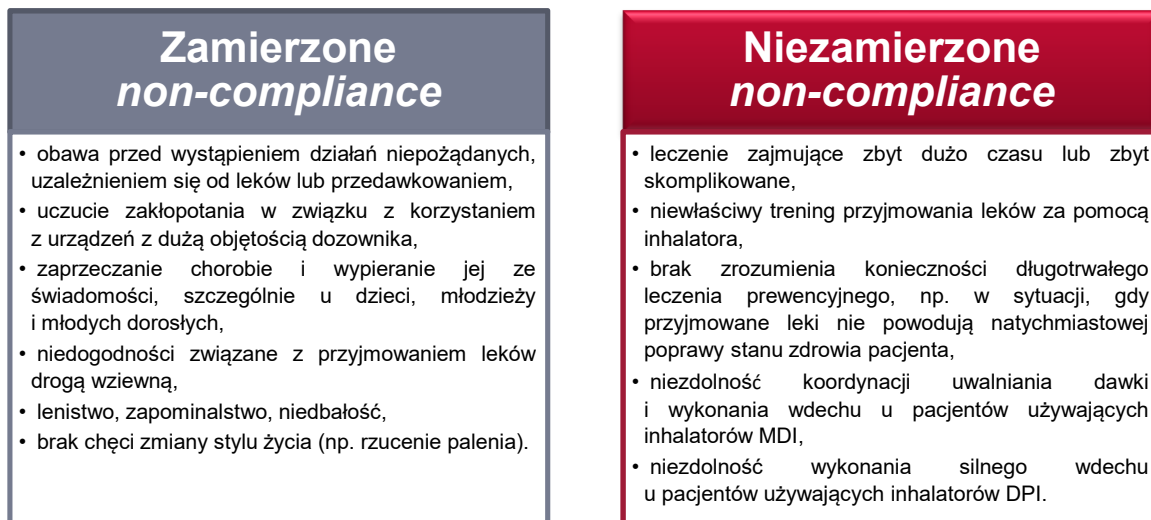 Zamierzone
non-compliance
• obawa przed wystąpieniem działań niepożądanych,
uzależnieniem się od leków lub przedawkowaniem,
• uczucie zakłopotania w związku z korzystaniem
z urządzeń z dużą objętością dozownika,
• zaprzeczanie chorobie i wypieranie jej ze
świadomości, szczególnie u dzieci, młodzieży
i młodych dorosłych,
• niedogodności związane z przyjmowaniem leków
drogą wziewną,
• lenistwo, zapominalstwo, niedbałość,
• brak chęci zmiany stylu życia (np. rzucenie palenia).
Niezamierzone
non-compliance
• leczenie zajmujące zbyt dużo czasu lub zbyt
skomplikowane,
• niewłaściwy trening przyjmowania leków za pomocą
inhalatora,
• brak zrozumienia konieczności długotrwałego
leczenia prewencyjnego, np. w sytuacji, gdy
przyjmowane leki nie powodują natychmiastowej
poprawy stanu zdrowia pacjenta,
• niezdolność koordynacji uwalniania dawki
i wykonania wdechu u pacjentów używających
inhalatorów MDI,
• niezdolność wykonania silnego wdechu
u pacjentów używających inhalatorów DPI.